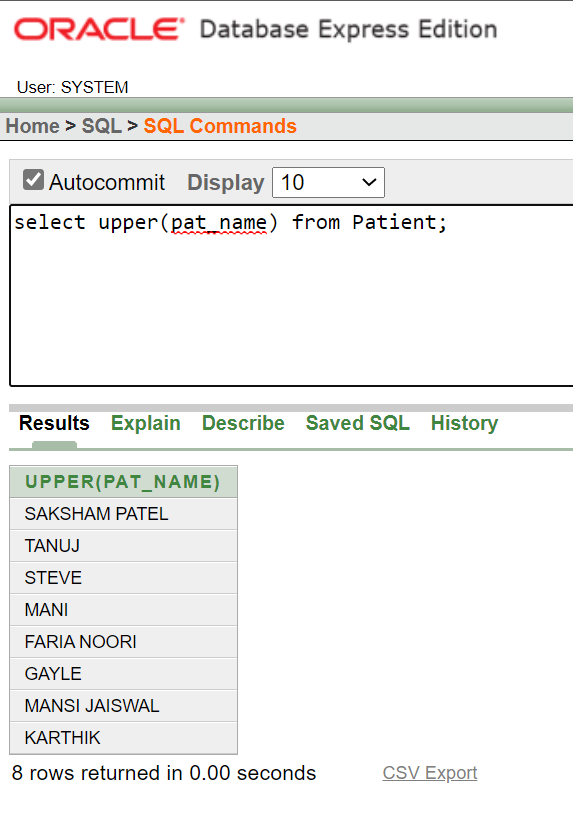 ORACLE® Database Express Edition
User: SYSTEM
Home > SQL > SQL Commands
Autocommit Display 10
select upper(pat_name) from Patient;
Results Explain Describe Saved SQL History
UPPER(PAT_NAME)
SAKSHAM PATEL
TANUJ
STEVE
MANI
FARIA NOORI
GAYLE
MANSI JAISWAL
KARTHIK
8 rows returned in 0.00 seconds CSV Export